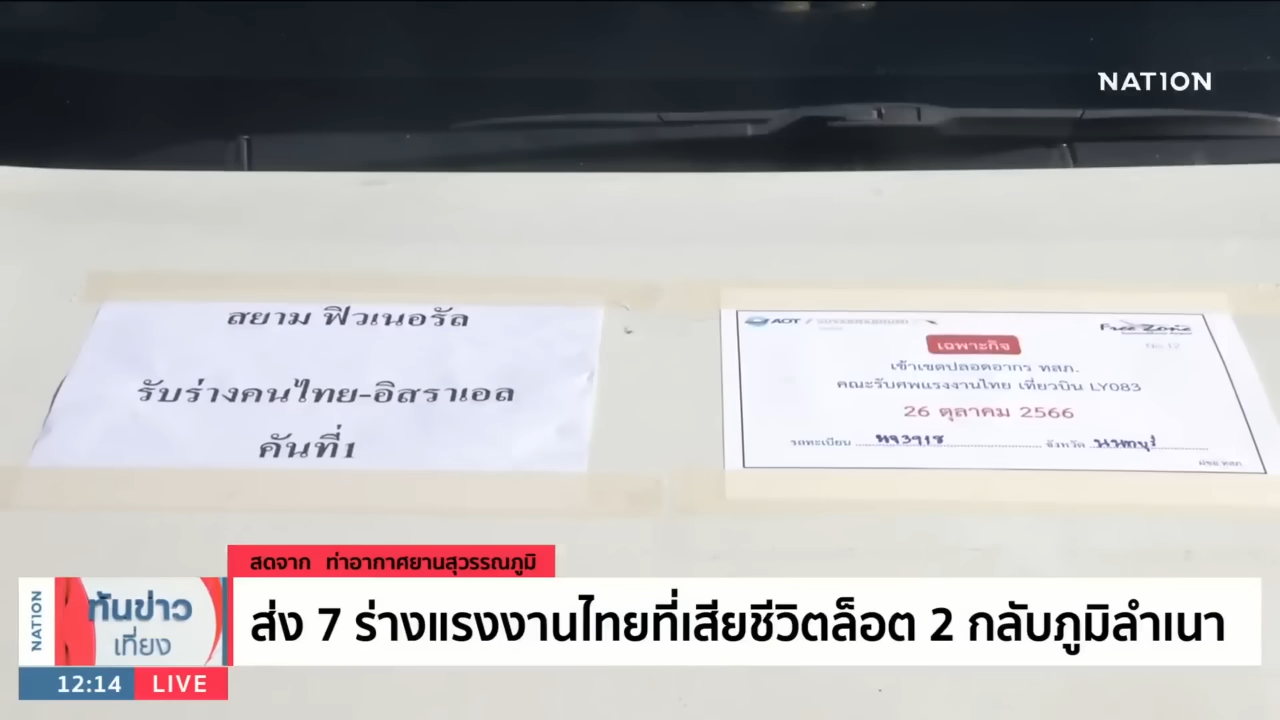 NATION
สยาม ฟิวเนอรัล
รับร่างคนไทย-อิสราเอล
คันที่1
AOT /
Free Zone
เฉพาะกิจ
No.12
เข้าเขตปลอดอากร ทสภ.
คณะรับศพแรงงานไทย เที่ยวบิน LY083
26 ตุลาคม 2566
รถทะเบียน จังหวัด นนทบุรี
สดจาก ท่าอากาศยานสุวรรณภูมิ
NATION
ทันข่าว
เที่ยง
ส่ง 7 ร่างแรงงานไทยที่เสียชีวิตล็อต 2 กลับภูมิลำเนา
12:14 LIVE